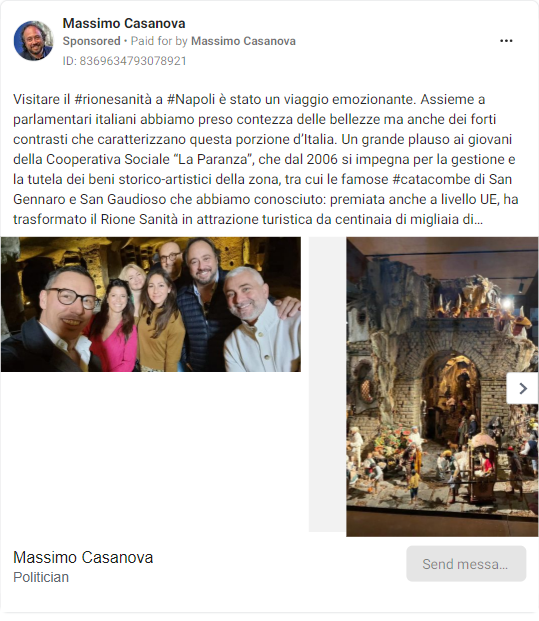 Massimo Casanova
Sponsored • Paid for by Massimo Casanova
ID: 8369634793078921
Visitare il #rionesanità a #Napoli è stato un viaggio emozionante. Assieme a
parlamentari italiani abbiamo preso contezza delle bellezze ma anche dei forti
contrasti che caratterizzano questa porzione d’Italia. Un grande plauso ai giovani
della Cooperativa Sociale “La Paranza”, che dal 2006 si impegna per la gestione e
la tutela dei beni storico-artistici della zona, tra cui le famose #catacombe di San
Gennaro e San Gaudioso che abbiamo conosciuto: premiata anche a livello UE, ha
trasformato il Rione Sanità in attrazione turistica da centinaia di migliaia di…
Massimo Casanova
Politician
Send messa…